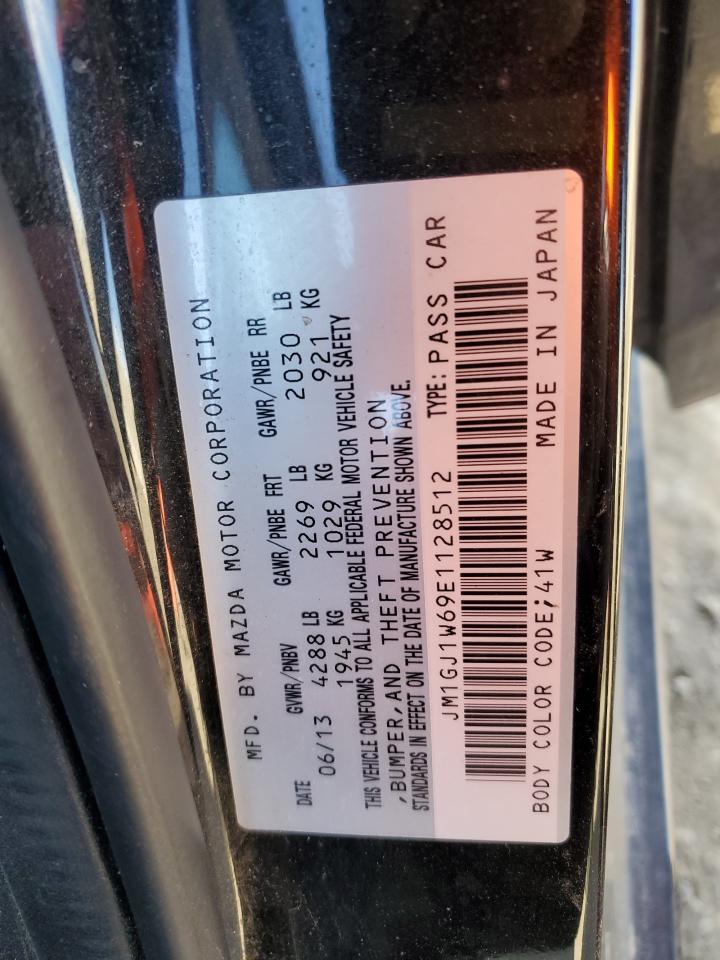 MFD. BY MAZDA MOTOR CORPORATION
DATE GVWR/PNBV GAWR/PNBE FRT GAWR/PNBE RR
06/13 4288 LB 2269 LB 2030 LB
1945 KG 1029 KG 921 KG
THIS VEHICLE CONFORMS TO ALL APPLICABLE FEDERAL MOTOR VEHICLE SAFETY
,BUMPER,AND THEFT PREVENTION
STANDARDS IN EFFECT ON THE DATE OF MANUFACTURE SHOWN ABOVE.
JM1GJ1W69E1128512 TYPE: PASS CAR
BODY COLOR CODE;41W MADE IN JAPAN